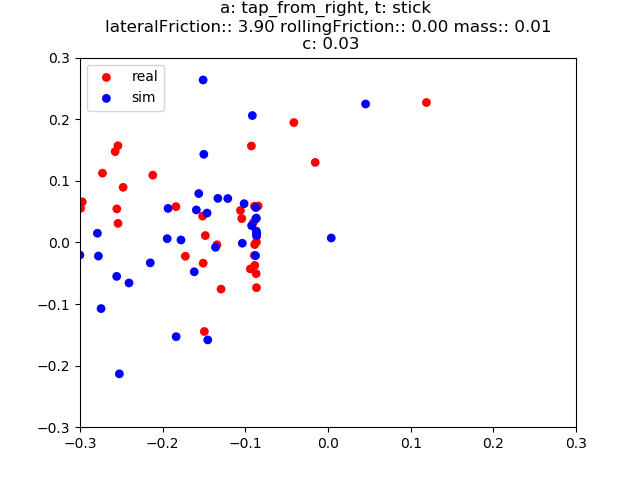 a: tap_from_right, t: stick
lateralFriction:: 3.90 rollingFriction:: 0.00 mass:: 0.01
c: 0.03
real
sim
0.3
0.2
0.1
0.0
−0.1
−0.2
−0.3
−0.3 −0.2 −0.1 0.0 0.1 0.2 0.3